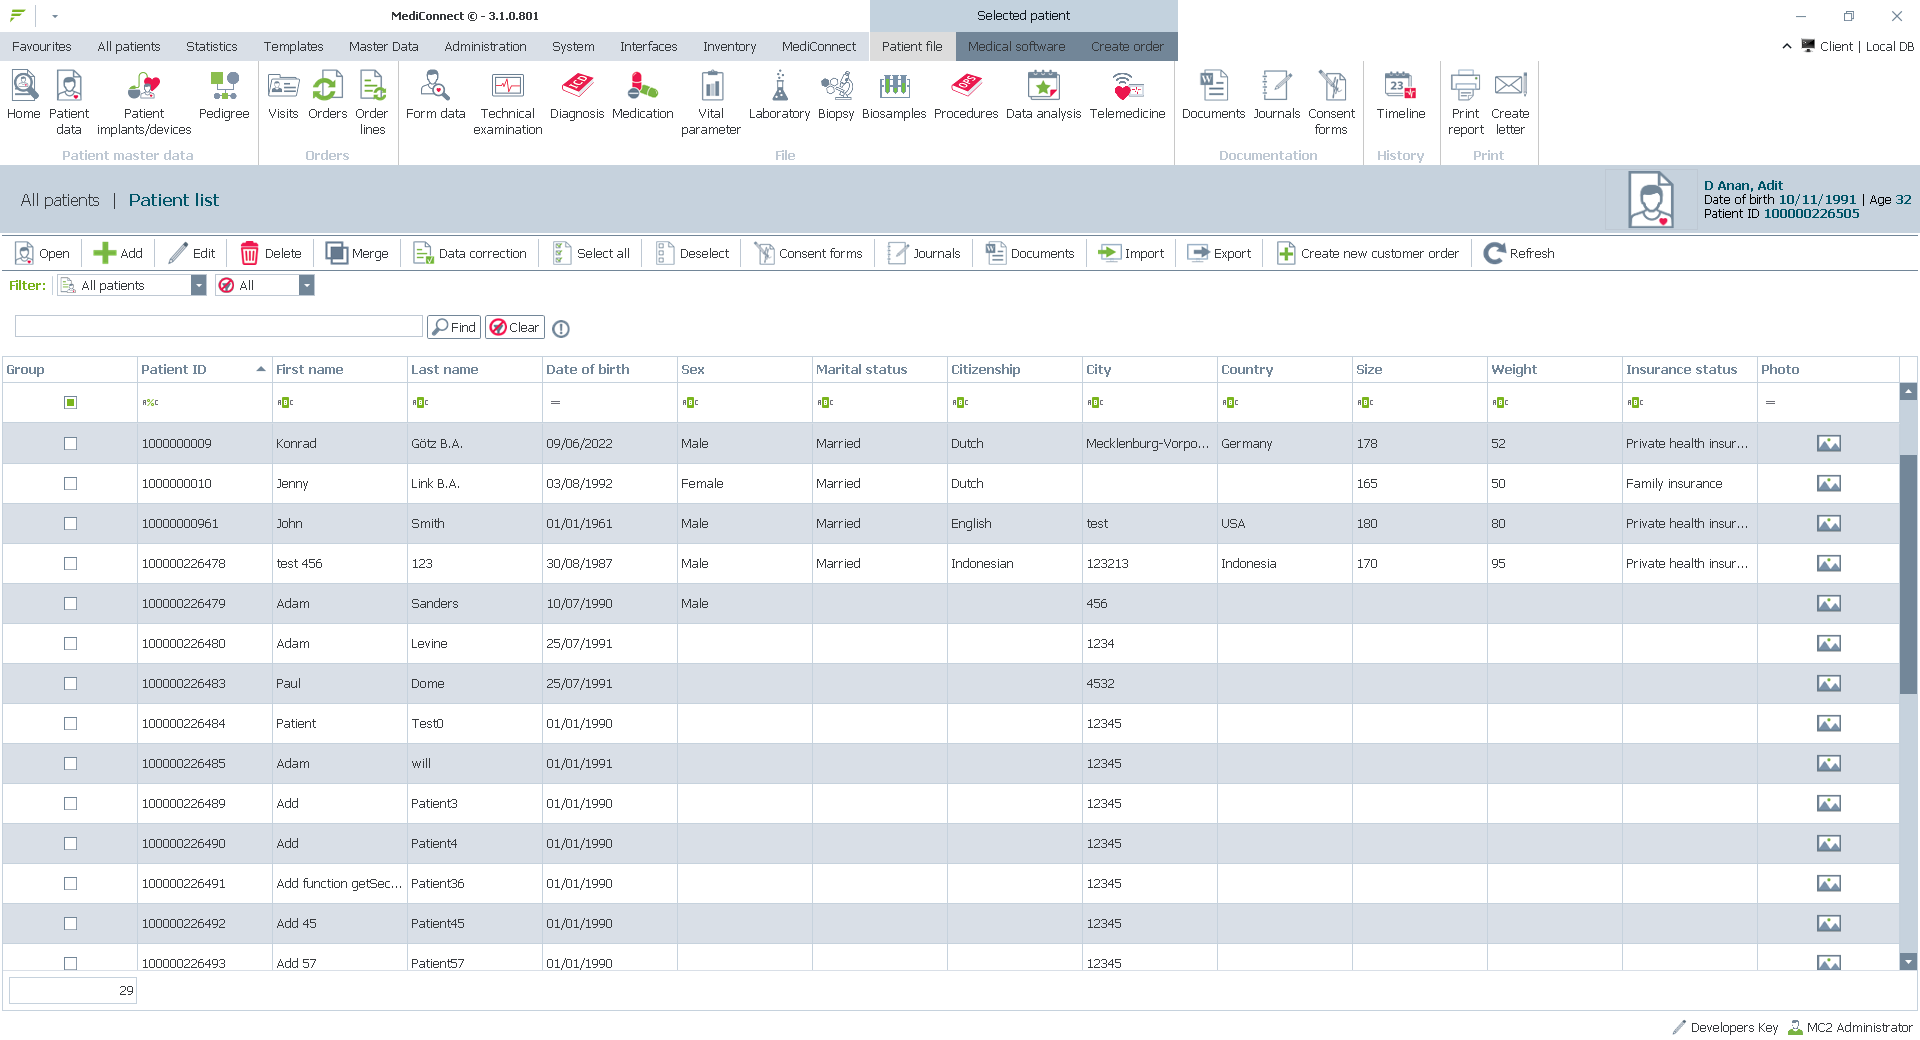 MediConnect © - 3.1.0.801
Selected patient
Favourites All patients Statistics Templates Master Data Administration System Interfaces Inventory MediConnect Patient file Medical software Create order Client | Local DB
Home Patient data Patient implants/devices Pedigree Visits Orders Order lines Form data Technical examination Diagnosis Medication Vital parameter Laboratory Biopsy Biosamples Procedures Data analysis Telemedicine Documents Journals Consent forms Timeline Print report Create letter
Patient master data Orders File Documentation History Print
All patients | Patient list
D Anan, Adit
Date of birth 10/11/1991 | Age 32
Patient ID 100000226505
Open Add Edit Delete Merge Data correction Select all Deselect Consent forms Journals Documents Import Export Create new customer order Refresh
Filter: All patients All
Find Clear
Group Patient ID First name Last name Date of birth Sex Marital status Citizenship City Country Size Weight Insurance status Photo
1000000009 Konrad Götz B.A. 09/06/2022 Male Married Dutch Mecklenburg-Vorpo... Germany 178 52 Private health insur...
1000000010 Jenny Link B.A. 03/08/1992 Female Married Dutch 165 50 Family insurance
10000000961 John Smith 01/01/1961 Male Married English test USA 180 80 Private health insur...
100000226478 test 456 123 30/08/1987 Male Married Indonesian 123213 Indonesia 170 95 Private health insur...
100000226479 Adam Sanders 10/07/1990 Male 456
100000226480 Adam Levine 25/07/1991 1234
100000226483 Paul Dome 25/07/1991 4532
100000226484 Patient Test0 01/01/1990 12345
100000226485 Adam will 01/01/1991 12345
100000226489 Add Patient3 01/01/1990 12345
100000226490 Add Patient4 01/01/1990 12345
100000226491 Add function getSec... Patient36 01/01/1990 12345
100000226492 Add 45 Patient45 01/01/1990 12345
100000226493 Add 57 Patient57 01/01/1990 12345
29
Developers Key MC2 Administrator